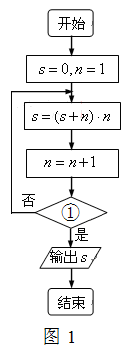 开始
s=0,n=1
s=(s+n)·n
n=n+1
否
①
是
输出 s
结束
图 1